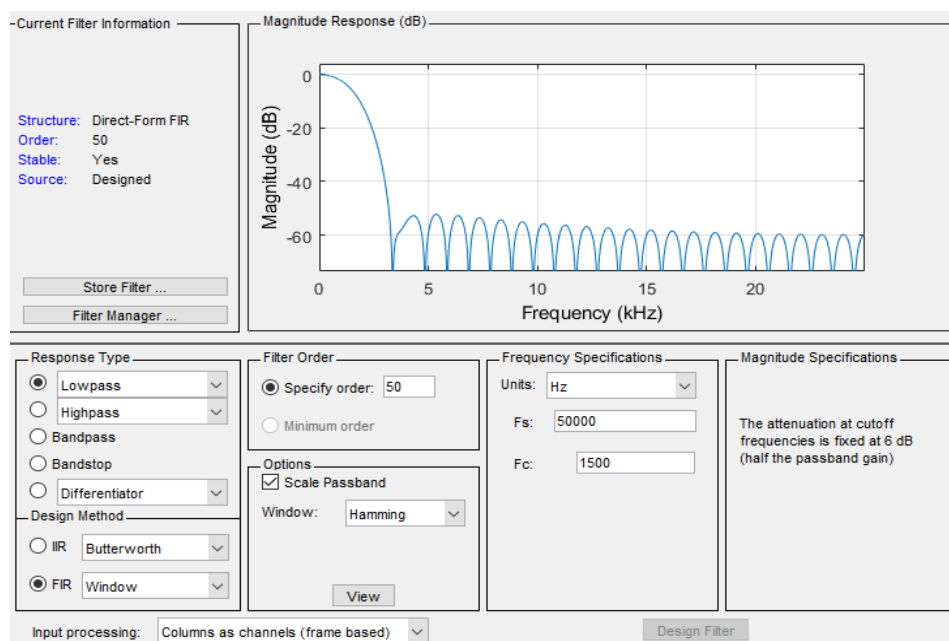 Current Filter Information
Structure: Direct-Form FIR
Order: 50
Stable: Yes
Source: Designed
Store Filter ...
Filter Manager ...
Magnitude Response (dB)
Magnitude (dB)
0
-20
-40
-60
0 5 10 15 20
Frequency (kHz)
Response Type
Lowpass
Highpass
Bandpass
Bandstop
Differentiator
Design Method
IIR Butterworth
FIR Window
Filter Order
Specify order: 50
Minimum order
Options
Scale Passband
Window: Hamming
View
Frequency Specifications
Units: Hz
Fs: 50000
Fc: 1500
Magnitude Specifications
The attenuation at cutoff
frequencies is fixed at 6 dB
(half the passband gain)
Input processing: Columns as channels (frame based)
Design Filter